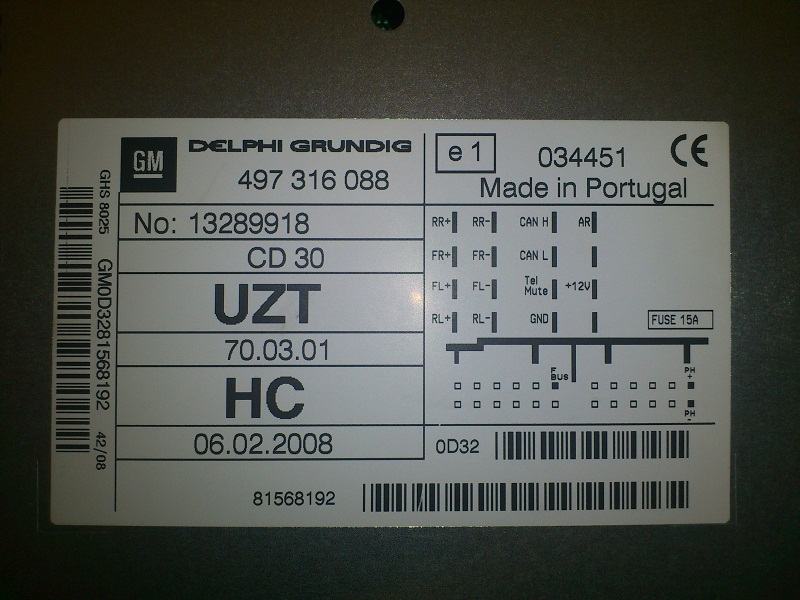 GM
DELPHI GRUNDIG
497 316 088
No: 13289918
CD 30
UZT
70.03.01
HC
06.02.2008
81568192
e 1
034451
CE
Made in Portugal
RR+ RR- CAN H AR
FR+ FR- CAN L
FL+ FL- Tel Mute +12V
RL+ RL- GND
FUSE 15A
F BUS
PH +
PH -
0D32
GHS 8025 GM0D3281568192 42/08